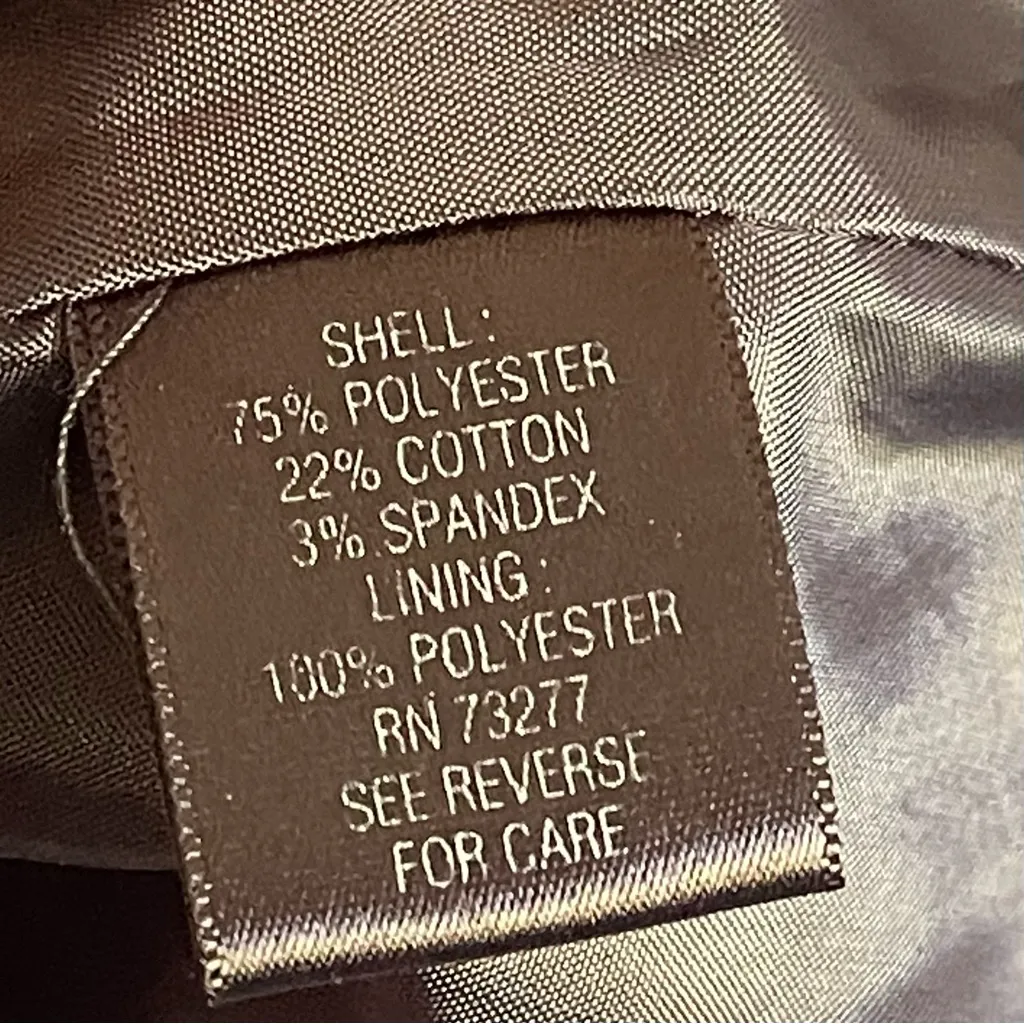 SHELL:
75% POLYESTER
22% COTTON
3% SPANDEX
LINING:
100% POLYESTER
RN 73277
SEE REVERSE
FOR CARE